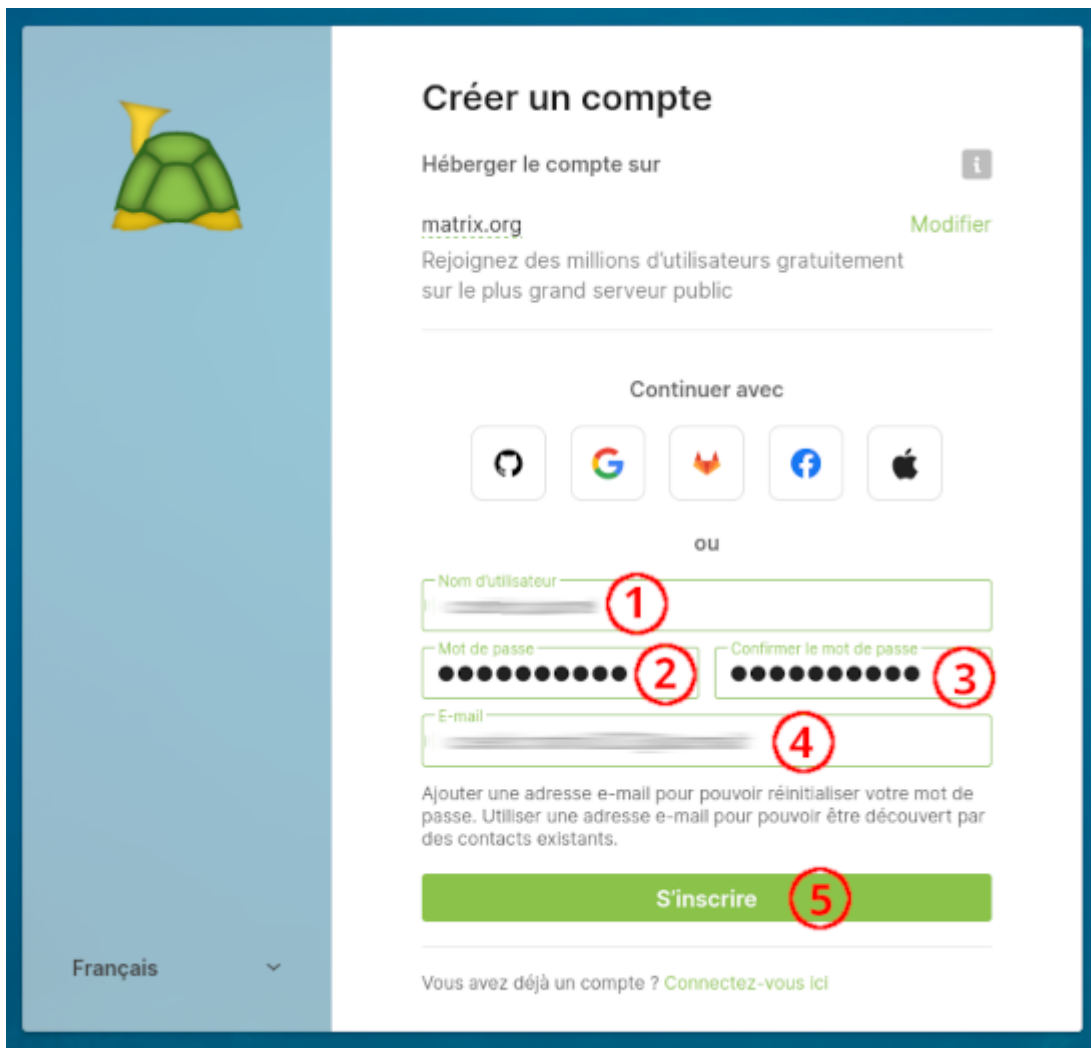 Créer un compte
Héberger le compte sur
matrix.org
Modifier
Rejoignez des millions d'utilisateurs gratuitement
sur le plus grand serveur public
Continuer avec
ou
Nom d'utilisateur
1
Mot de passe
2
Confirmer le mot de passe
3
E-mail
4
Ajouter une adresse e-mail pour pouvoir réinitialiser votre mot de
passe. Utiliser une adresse e-mail pour pouvoir être découvert par
des contacts existants.
S'inscrire 5
Français
Vous avez déjà un compte ? Connectez-vous ici